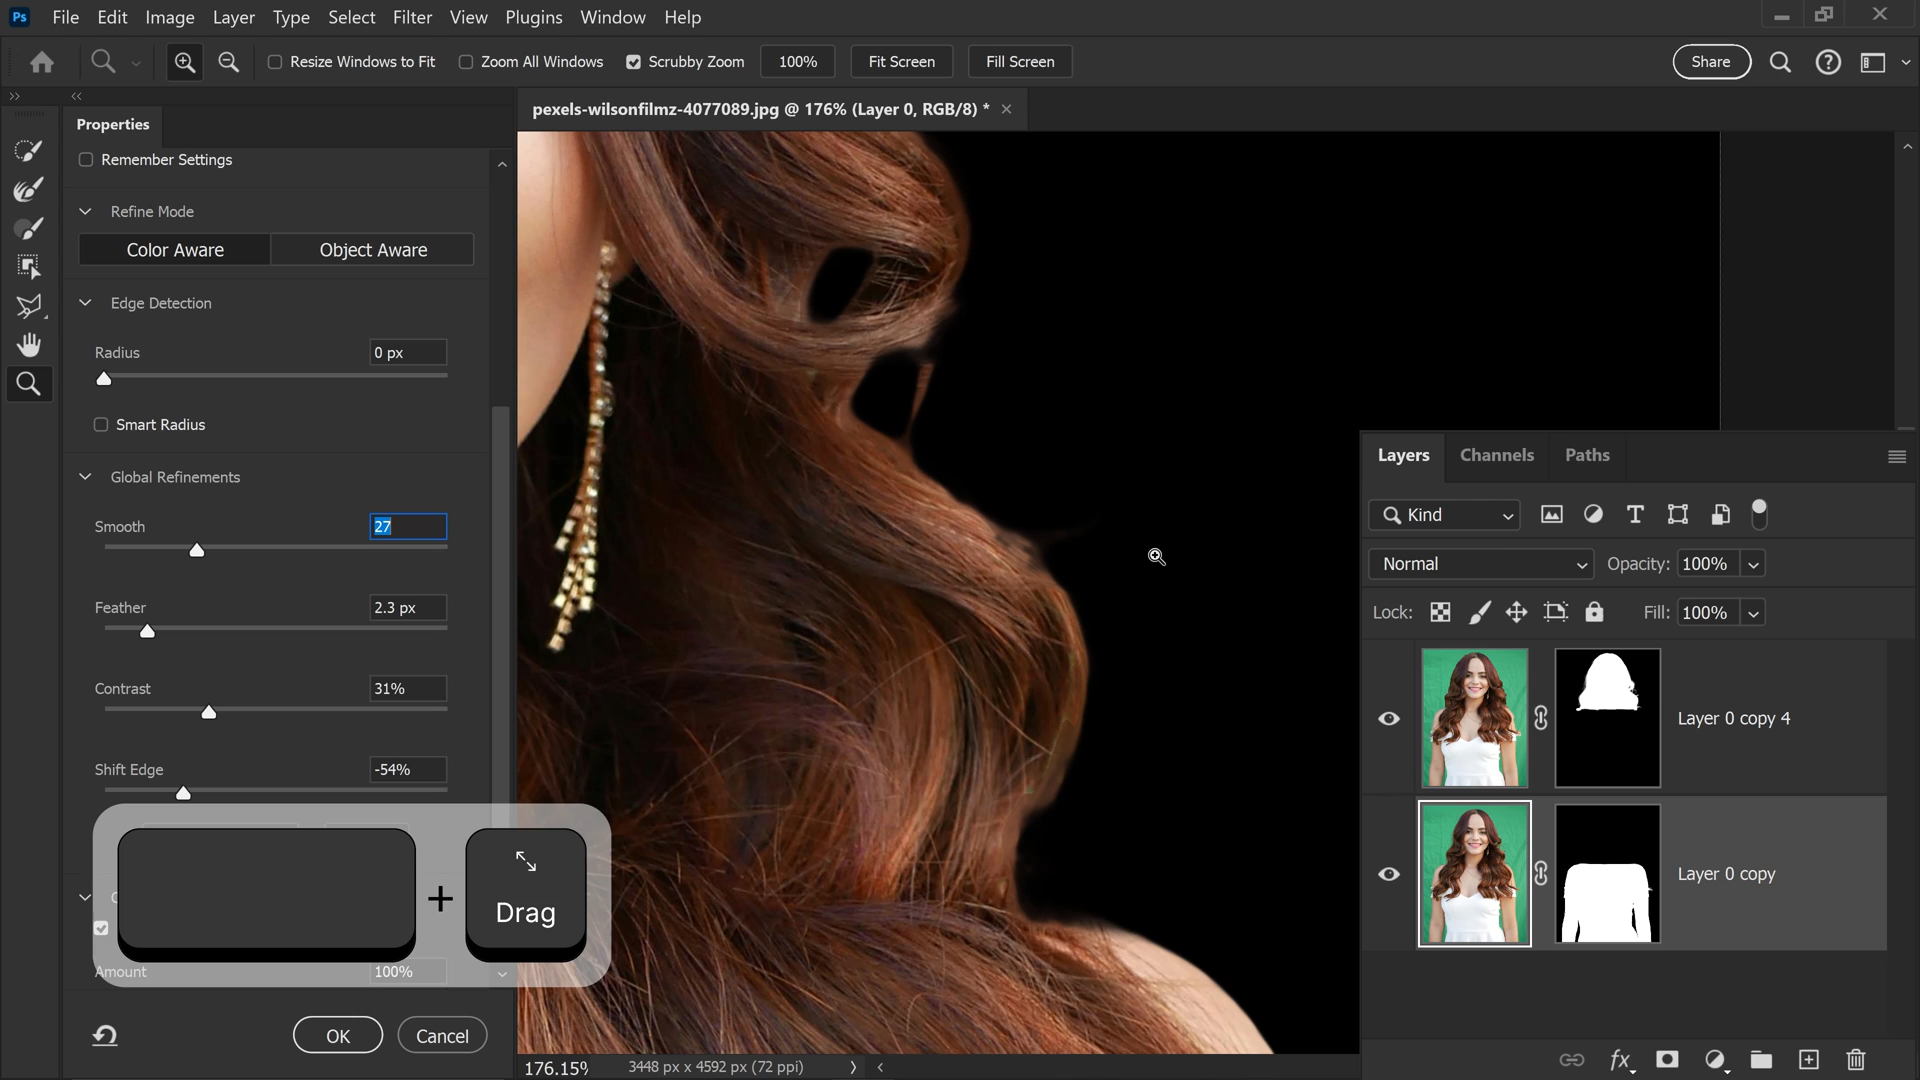 Ps File Edit Image Layer Type Select Filter View Plugins Window Help
Resize Windows to Fit Zoom All Windows Scrubby Zoom 100% Fit Screen Fill Screen Share
Properties
pexels-wilsonfilmz-4077089.jpg @ 176% (Layer 0, RGB/8) *
Remember Settings
Refine Mode
Color Aware Object Aware
Edge Detection
Radius 0 px
Smart Radius
Global Refinements
Smooth 27
Feather 2.3 px
Contrast 31%
Shift Edge -54%
+ Drag
Amount 100%
OK Cancel
176.15%
3448 px x 4592 px (72 ppi)
Layers Channels Paths
Kind
Normal Opacity: 100%
Lock: Fill: 100%
Layer 0 copy 4
Layer 0 copy
fx